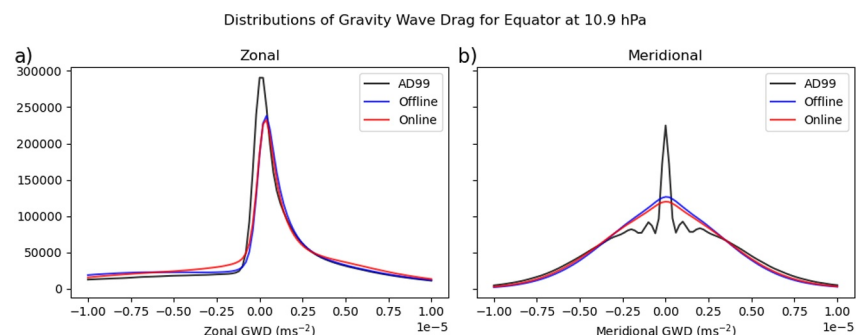 Distributions of Gravity Wave Drag for Equator at 10.9 hPa
a) Zonal
b) Meridional
300000
250000
200000
150000
100000
50000
0
AD99
Offline
Online
AD99
Offline
Online
−1.00 −0.75 −0.50 −0.25 0.00 0.25 0.50 0.75 1.00
Zonal GWD (ms⁻²) 1e−5
−1.00 −0.75 −0.50 −0.25 0.00 0.25 0.50 0.75 1.00
Meridional GWD (ms⁻²) 1e−5